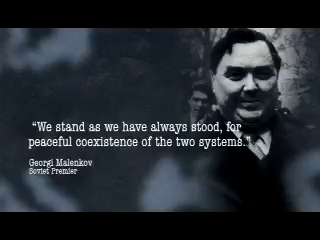 “We stand as we have always stood, for
peaceful coexistence of the two systems.”
Georgi Malenkov
Soviet Premier